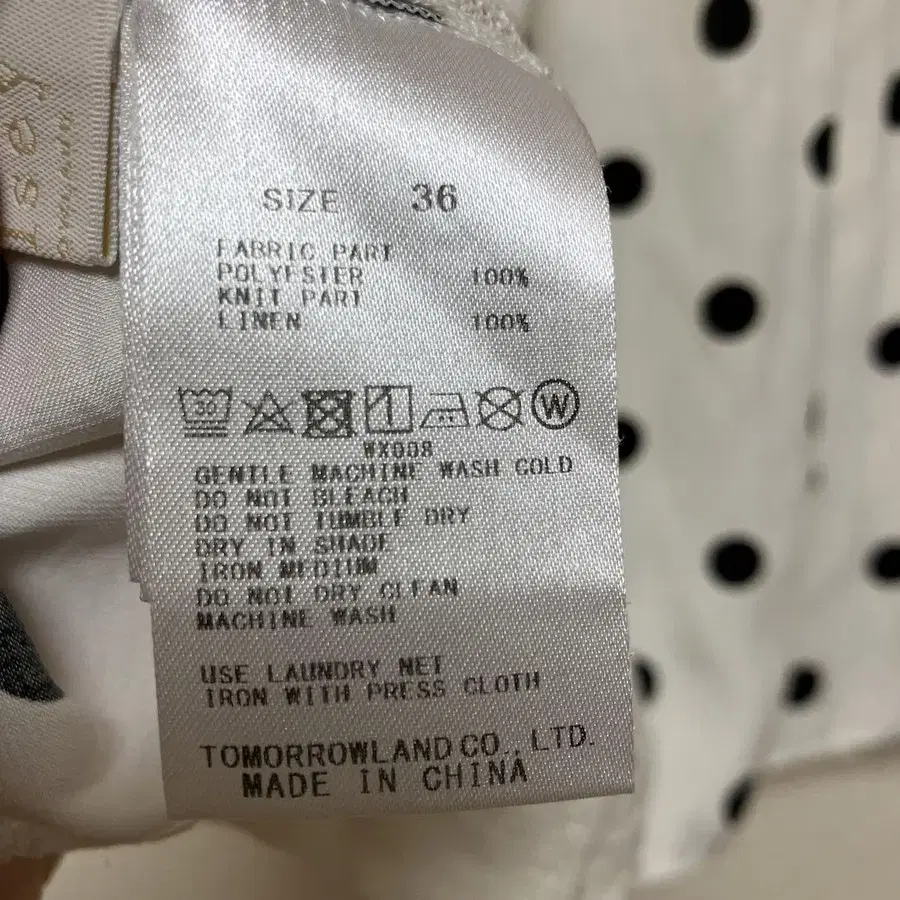 SIZE 36
FABRIC PART
POLYESTER 100%
KNIT PART
LINEN 100%
30
W
WX008
GENTLE MACHINE WASH COLD
DO NOT BLEACH
DO NOT TUMBLE DRY
DRY IN SHADE
IRON MEDIUM
DO NOT DRY CLEAN
MACHINE WASH
USE LAUNDRY NET
IRON WITH PRESS CLOTH
TOMORROWLAND CO., LTD.
MADE IN CHINA